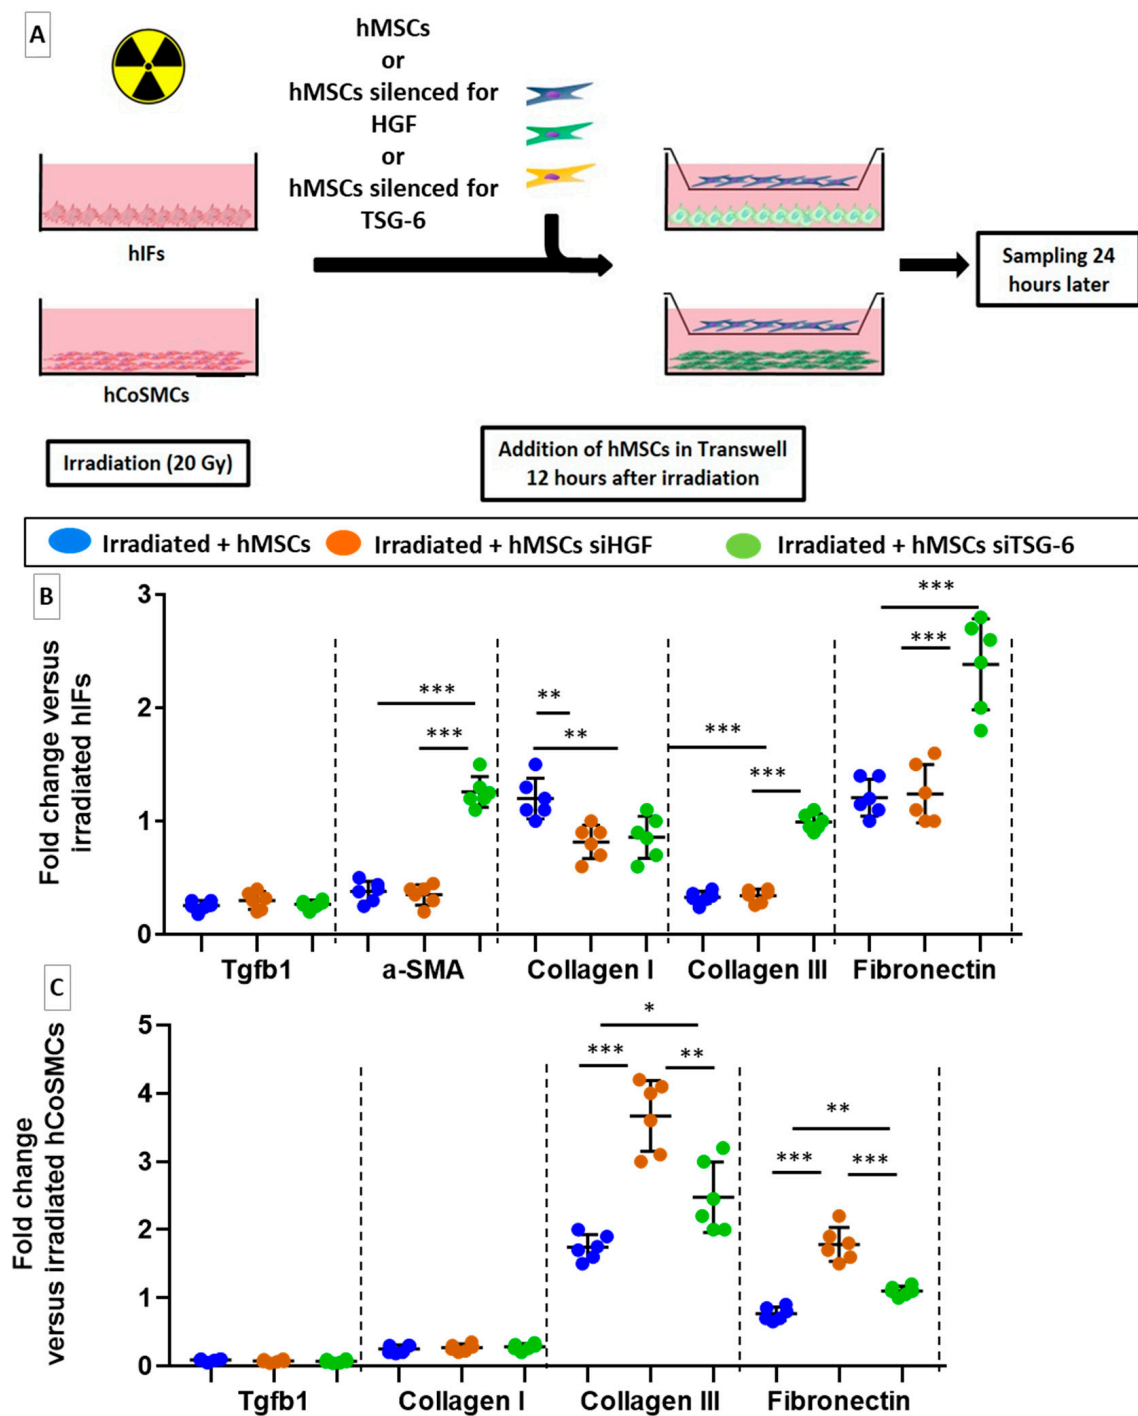 A
hMSCs
or
hMSCs silenced for
HGF
or
hMSCs silenced for
TSG-6
hIFs
hCoSMCs
Sampling 24
hours later
Irradiation (20 Gy)
Addition of hMSCs in Transwell
12 hours after irradiation
Irradiated + hMSCs
Irradiated + hMSCs siHGF
Irradiated + hMSCs siTSG-6
B
Fold change versus
irradiated hIFs
3
2
1
0
***
***
**
**
***
***
***
***
Tgfb1
a-SMA
Collagen I
Collagen III
Fibronectin
C
Fold change
versus irradiated hCoSMCs
5
4
3
2
1
0
*
***
**
**
***
***
Tgfb1
Collagen I
Collagen III
Fibronectin